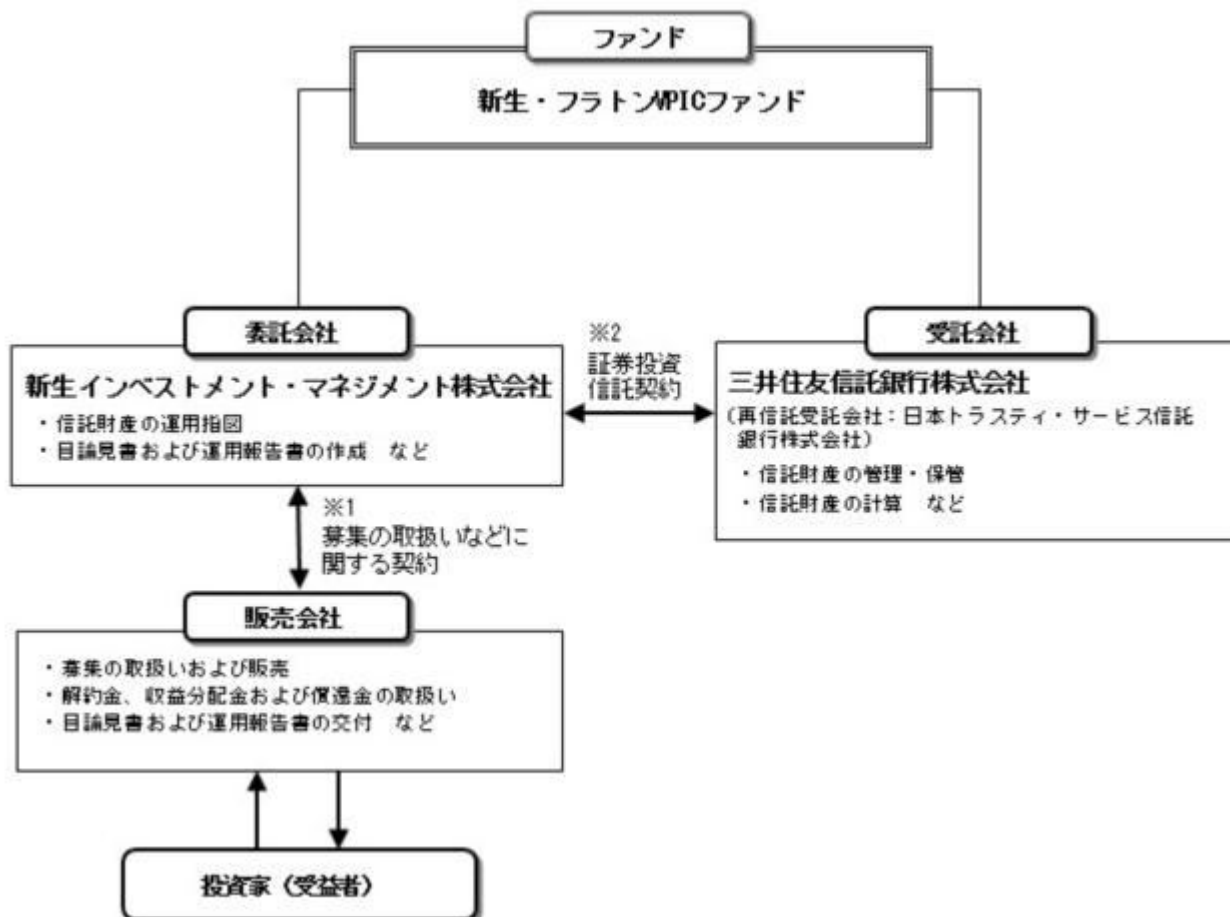 ファンド
新生・フラトンVPICファンド
委託会社
新生インベストメント・マネジメント株式会社
・信託財産の運用指図
・目論見書および運用報告書の作成 など
※2
証券投資
信託契約
受託会社
三井住友信託銀行株式会社
(再信託受託会社:日本トラスティ・サービス信託
銀行株式会社)
・信託財産の管理・保管
・信託財産の計算 など
※1
募集の取扱いなどに
関する契約
販売会社
・募集の取扱いおよび販売
・解約金、収益分配金および償還金の取扱い
・目論見書および運用報告書の交付 など
投資家(受益者)